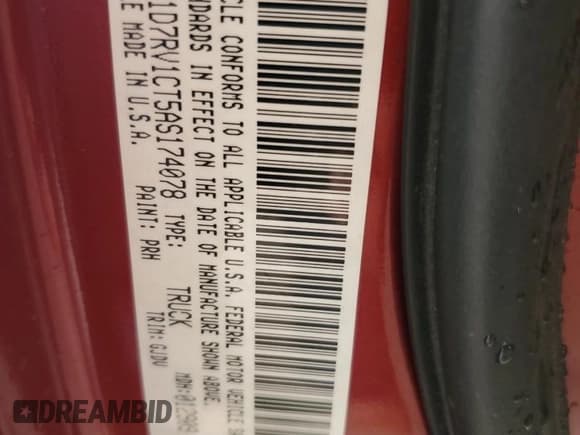 CLE CONFORMS TO ALL APPLICABLE U.S.A. FEDERAL MOTOR VEHICLE
NDARDS IN EFFECT ON THE DATE OF MANUFACTURE SHOWN ABOVE.
1D7RV1CT5AS174078 TYPE: TRUCK MDH:
E MADE IN U.S.A. PAINT: PRH TRIM: GJDV
DREAMBID